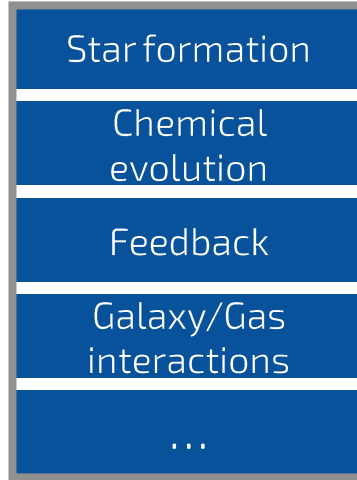 Star formation
Chemical
evolution
Feedback
Galaxy/Gas
interactions
...